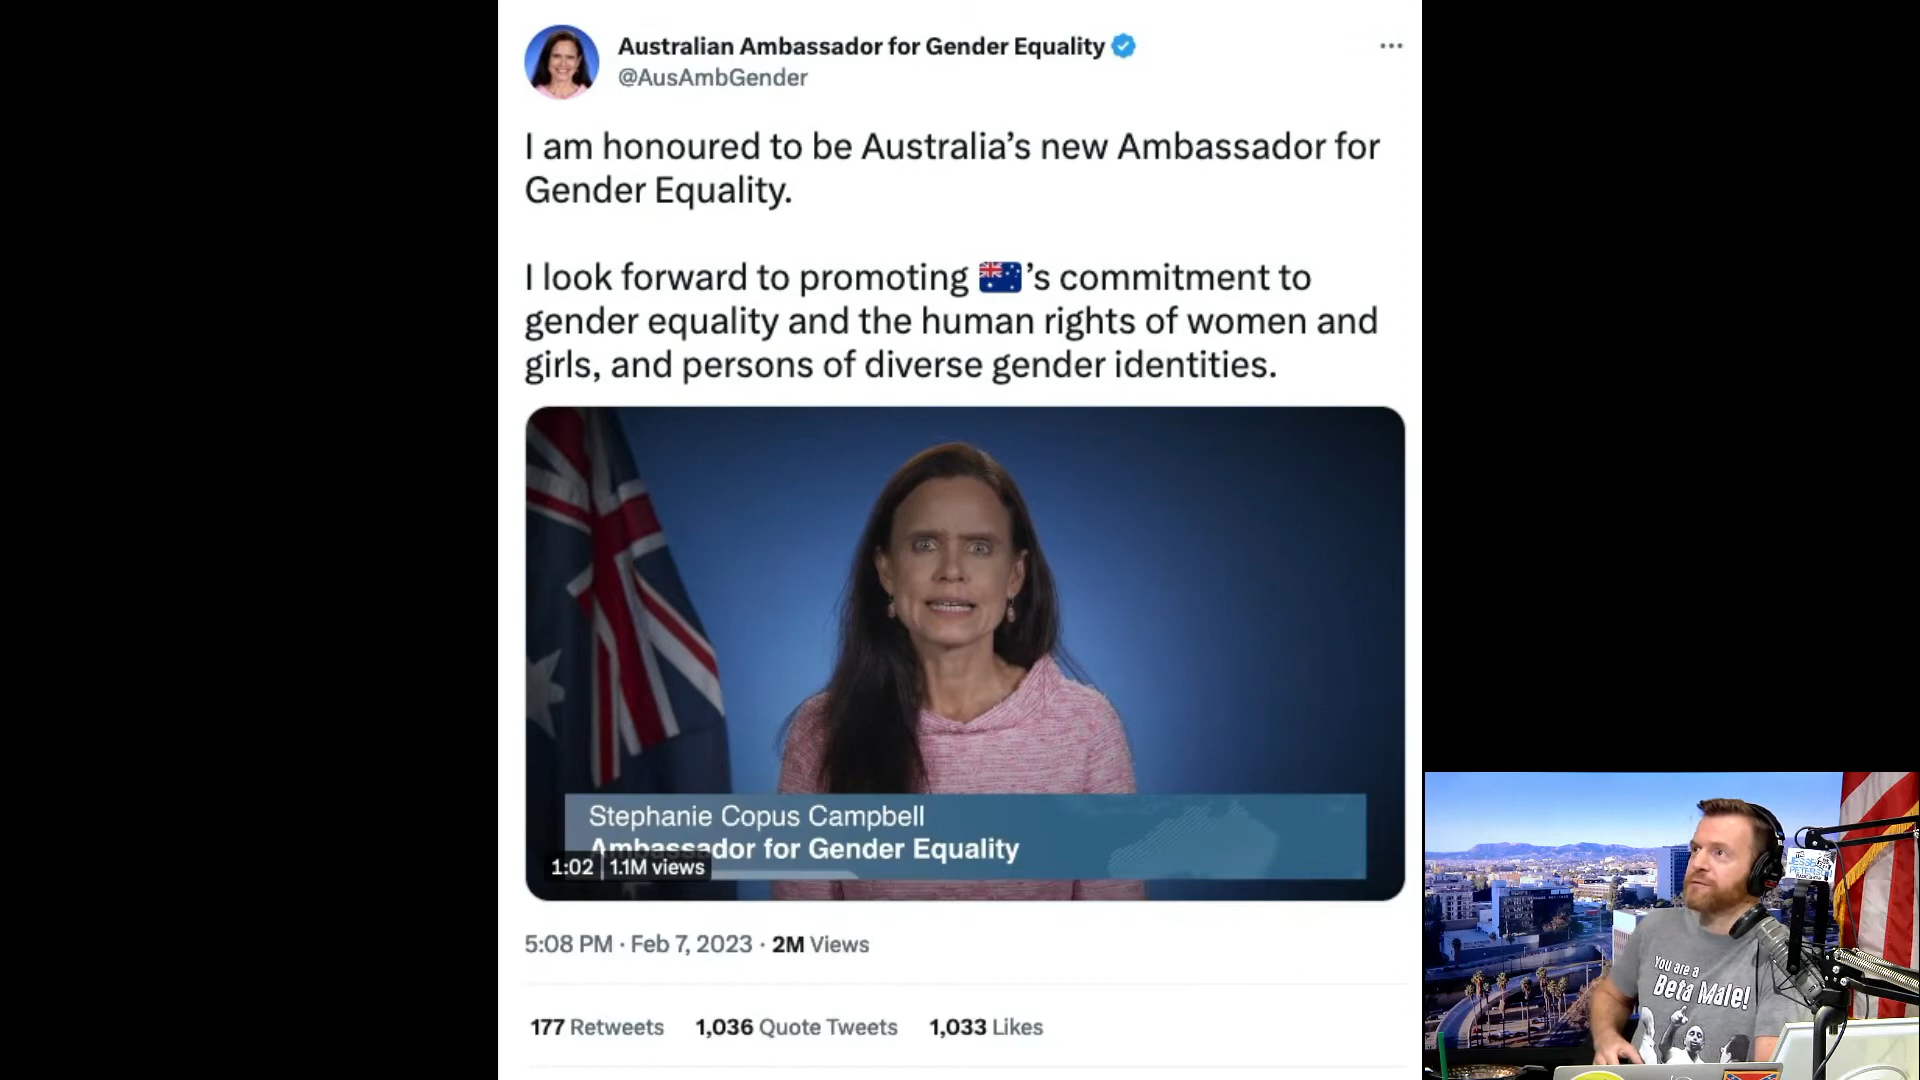 Australian Ambassador for Gender Equality
@AusAmbGender
I am honoured to be Australia's new Ambassador for
Gender Equality.
I look forward to promoting 🇦🇺's commitment to
gender equality and the human rights of women and
girls, and persons of diverse gender identities.
Stephanie Copus Campbell
Ambassador for Gender Equality
1:02 1.1M views
5:08 PM · Feb 7, 2023 · 2M Views
177 Retweets 1,036 Quote Tweets 1,033 Likes
JESSE
PETERSON
You are a
Beta Male!